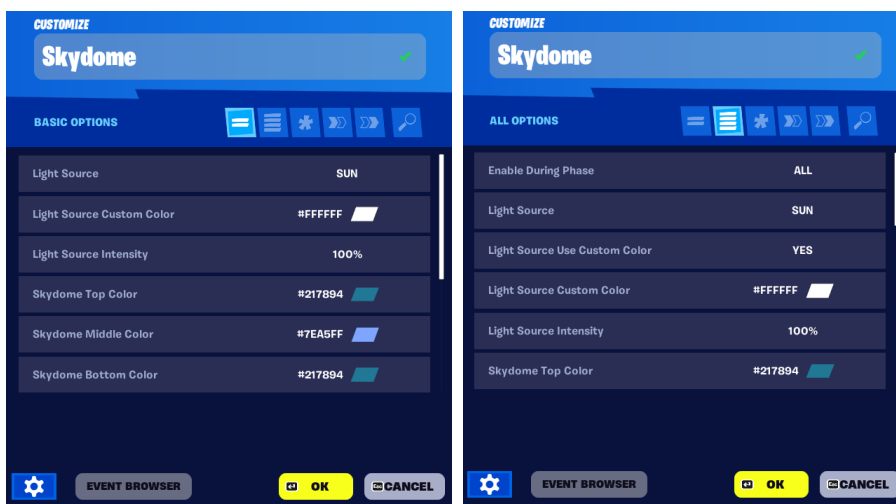 CUSTOMIZE
Skydome
BASIC OPTIONS
Light Source SUN
Light Source Custom Color #FFFFFF
Light Source Intensity 100%
Skydome Top Color #217894
Skydome Middle Color #7EA5FF
Skydome Bottom Color #217894
EVENT BROWSER OK Esc CANCEL
CUSTOMIZE
Skydome
ALL OPTIONS
Enable During Phase ALL
Light Source SUN
Light Source Use Custom Color YES
Light Source Custom Color #FFFFFF
Light Source Intensity 100%
Skydome Top Color #217894
EVENT BROWSER OK Esc CANCEL